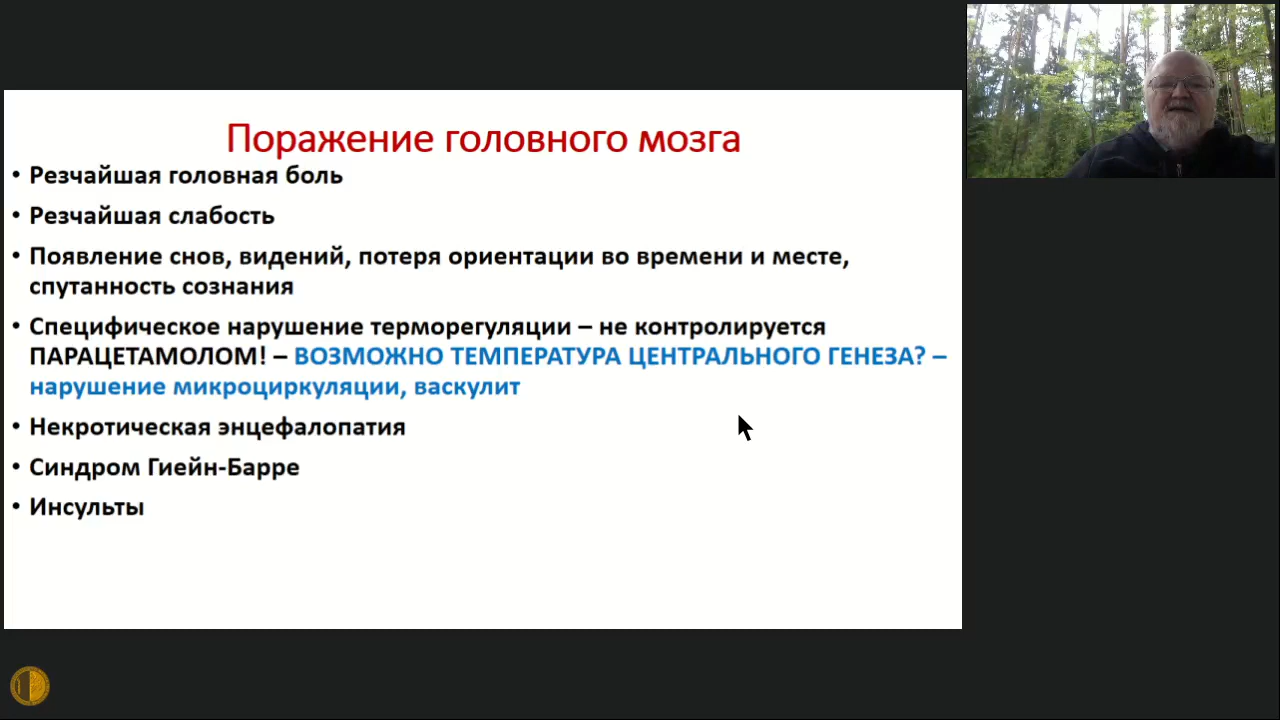 Поражение головного мозга
• Резчайшая головная боль
• Резчайшая слабость
• Появление снов, видений, потеря ориентации во времени и месте,
спутанность сознания
• Специфическое нарушение терморегуляции – не контролируется
ПАРАЦЕТАМОЛОМ! – ВОЗМОЖНО ТЕМПЕРАТУРА ЦЕНТРАЛЬНОГО ГЕНЕЗА? –
нарушение микроциркуляции, васкулит
• Некротическая энцефалопатия
• Синдром Гиейн-Барре
• Инсульты